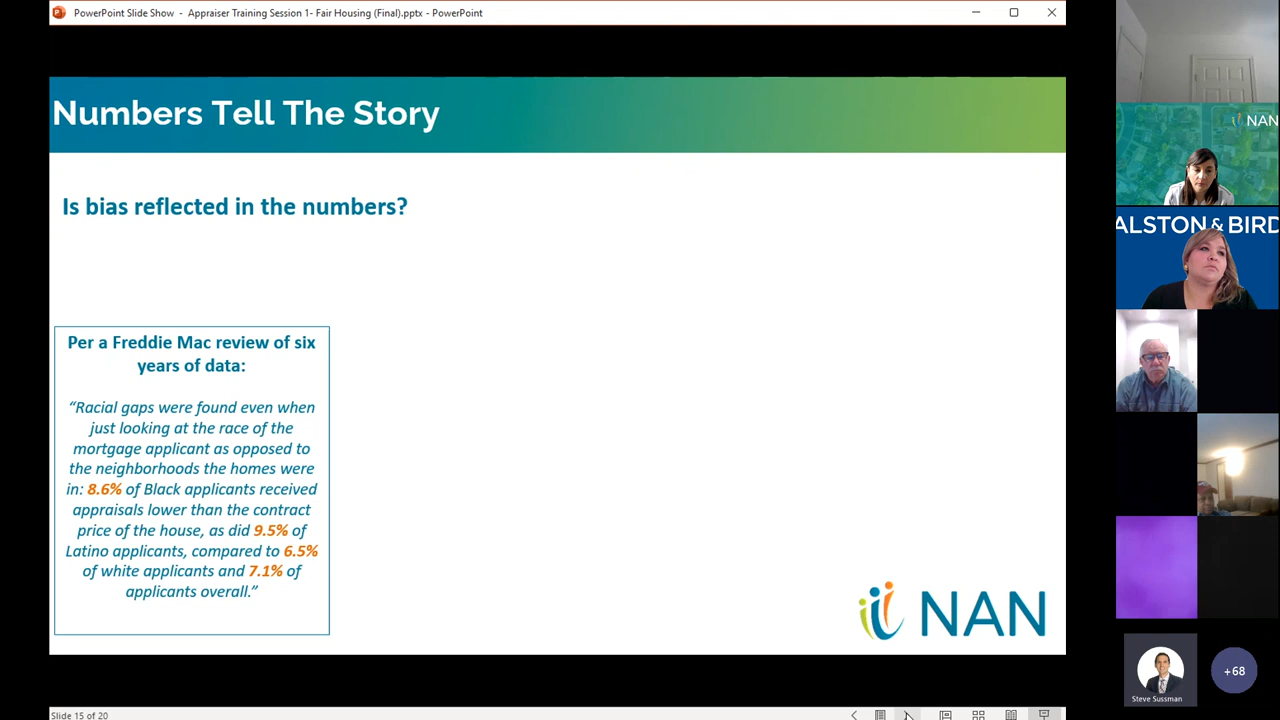 PowerPoint Slide Show - Appraiser Training Session 1- Fair Housing (Final).pptx - PowerPoint
Numbers Tell The Story
Is bias reflected in the numbers?
Per a Freddie Mac review of six
years of data:
“Racial gaps were found even when
just looking at the race of the
mortgage applicant as opposed to
the neighborhoods the homes were
in: 8.6% of Black applicants received
appraisals lower than the contract
price of the house, as did 9.5% of
Latino applicants, compared to 6.5%
of white applicants and 7.1% of
applicants overall.”
NAN
Slide 15 of 20
NAN
ALSTON & BIRD
Steve Sussman
+68